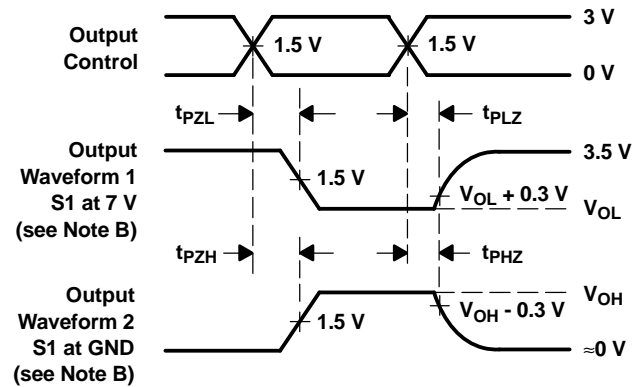 3 V
Output
Control
1.5 V
1.5 V
0 V
tPZL
tPLZ
Output
Waveform 1
S1 at 7 V
(see Note B)
3.5 V
1.5 V
VOL + 0.3 V
VOL
tPZH
tPHZ
Output
Waveform 2
S1 at GND
(see Note B)
VOH
1.5 V
VOH - 0.3 V
≈0 V